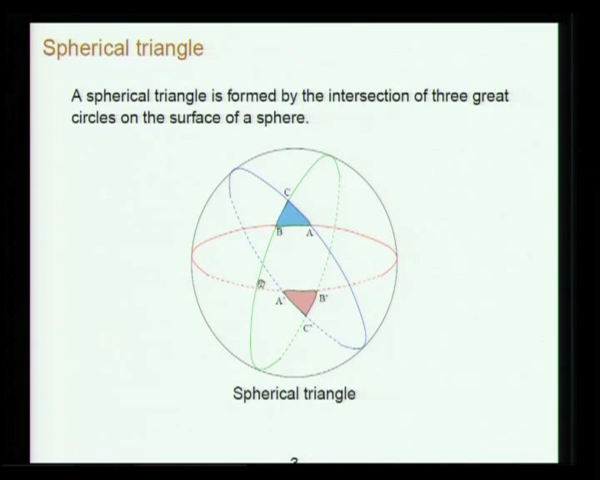 Spherical triangle
A spherical triangle is formed by the intersection of three great
circles on the surface of a sphere.
C
B A
A' B'
C'
Spherical triangle